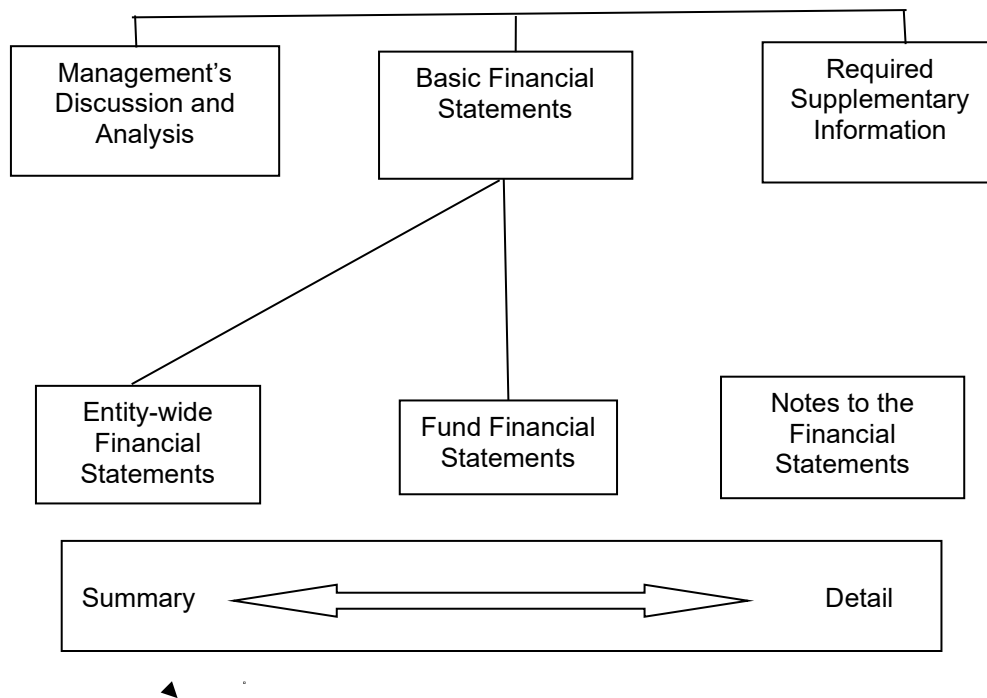 Management’s
Discussion and
Analysis
Basic Financial
Statements
Required
Supplementary
Information
Entity-wide
Financial
Statements
Fund Financial
Statements
Notes to the
Financial
Statements
Summary
Detail